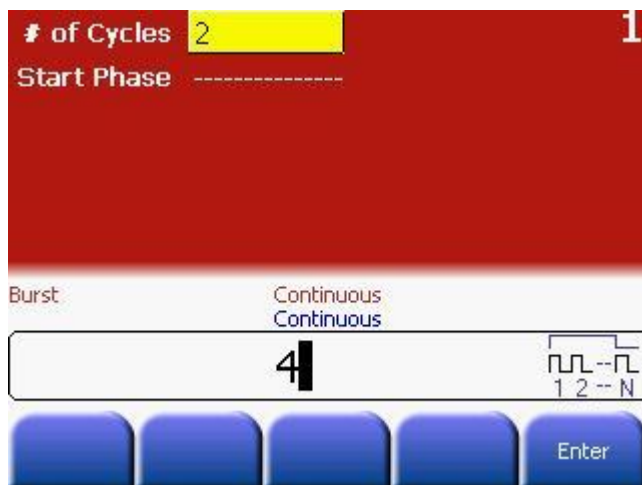 # of Cycles 2 1
Start Phase ---------------
Burst Continuous
Continuous
4
1 2 -- N
Enter